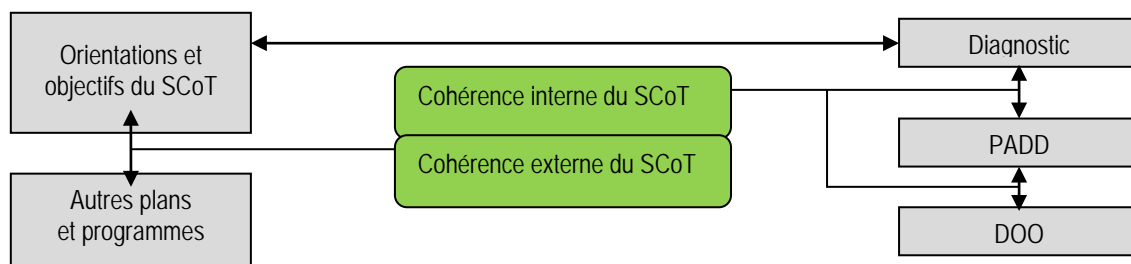 Orientations et
objectifs du SCoT
Diagnostic
Cohérence interne du SCoT
PADD
Cohérence externe du SCoT
Autres plans
et programmes
DOO